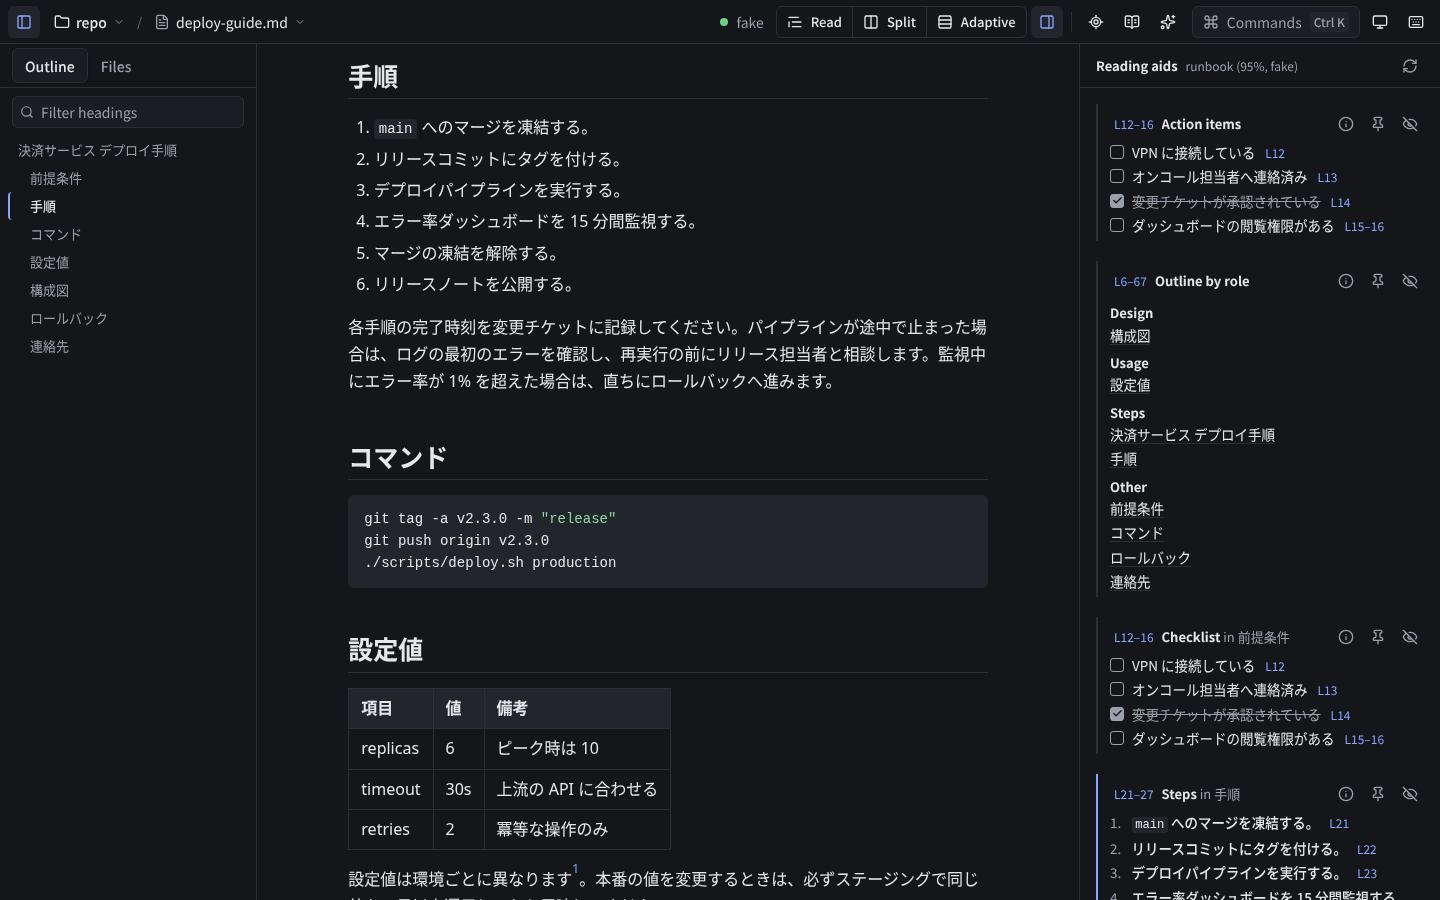 repo / deploy-guide.md
fake Read Split Adaptive Commands Ctrl K
Outline Files
Filter headings
決済サービス デプロイ手順
前提条件
手順
コマンド
設定値
構成図
ロールバック
連絡先
手順
1. main へのマージを凍結する。
2. リリースコミットにタグを付ける。
3. デプロイパイプラインを実行する。
4. エラー率ダッシュボードを 15 分間監視する。
5. マージの凍結を解除する。
6. リリースノートを公開する。
各手順の完了時刻を変更チケットに記録してください。パイプラインが途中で止まった場
合は、ログの最初のエラーを確認し、再実行の前にリリース担当者と相談します。監視中
にエラー率が 1% を超えた場合は、直ちにロールバックへ進みます。
コマンド
git tag -a v2.3.0 -m "release"
git push origin v2.3.0
./scripts/deploy.sh production
設定値
項目 値 備考
replicas 6 ピーク時は 10
timeout 30s 上流の API に合わせる
retries 2 冪等な操作のみ
設定値は環境ごとに異なります1。本番の値を変更するときは、必ずステージングで同じ
Reading aids runbook (95%, fake)
L12–16 Action items
VPN に接続している L12
オンコール担当者へ連絡済み L13
変更チケットが承認されている L14
ダッシュボードの閲覧権限がある L15–16
L6–67 Outline by role
Design
構成図
Usage
設定値
Steps
決済サービス デプロイ手順
手順
Other
前提条件
コマンド
ロールバック
連絡先
L12–16 Checklist in 前提条件
VPN に接続している L12
オンコール担当者へ連絡済み L13
変更チケットが承認されている L14
ダッシュボードの閲覧権限がある L15–16
L21–27 Steps in 手順
1. main へのマージを凍結する。 L21
2. リリースコミットにタグを付ける。 L22
3. デプロイパイプラインを実行する。 L23
4. エラー率ダッシュボードを 15 分間監視する